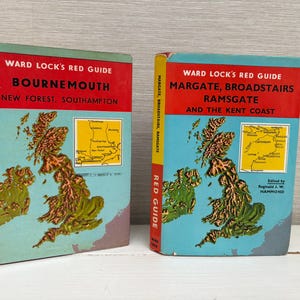 WARD LOCK'S RED GUIDE
BOURNEMOUTH
NEW FOREST, SOUTHAMPTON
MARGATE, BROADSTAIRS, RAMSGATE
RED GUIDE
WARD LOCK'S RED GUIDE
MARGATE, BROADSTAIRS
RAMSGATE
AND THE KENT COAST
Edited by
Reginald J. W.
HAMMOND